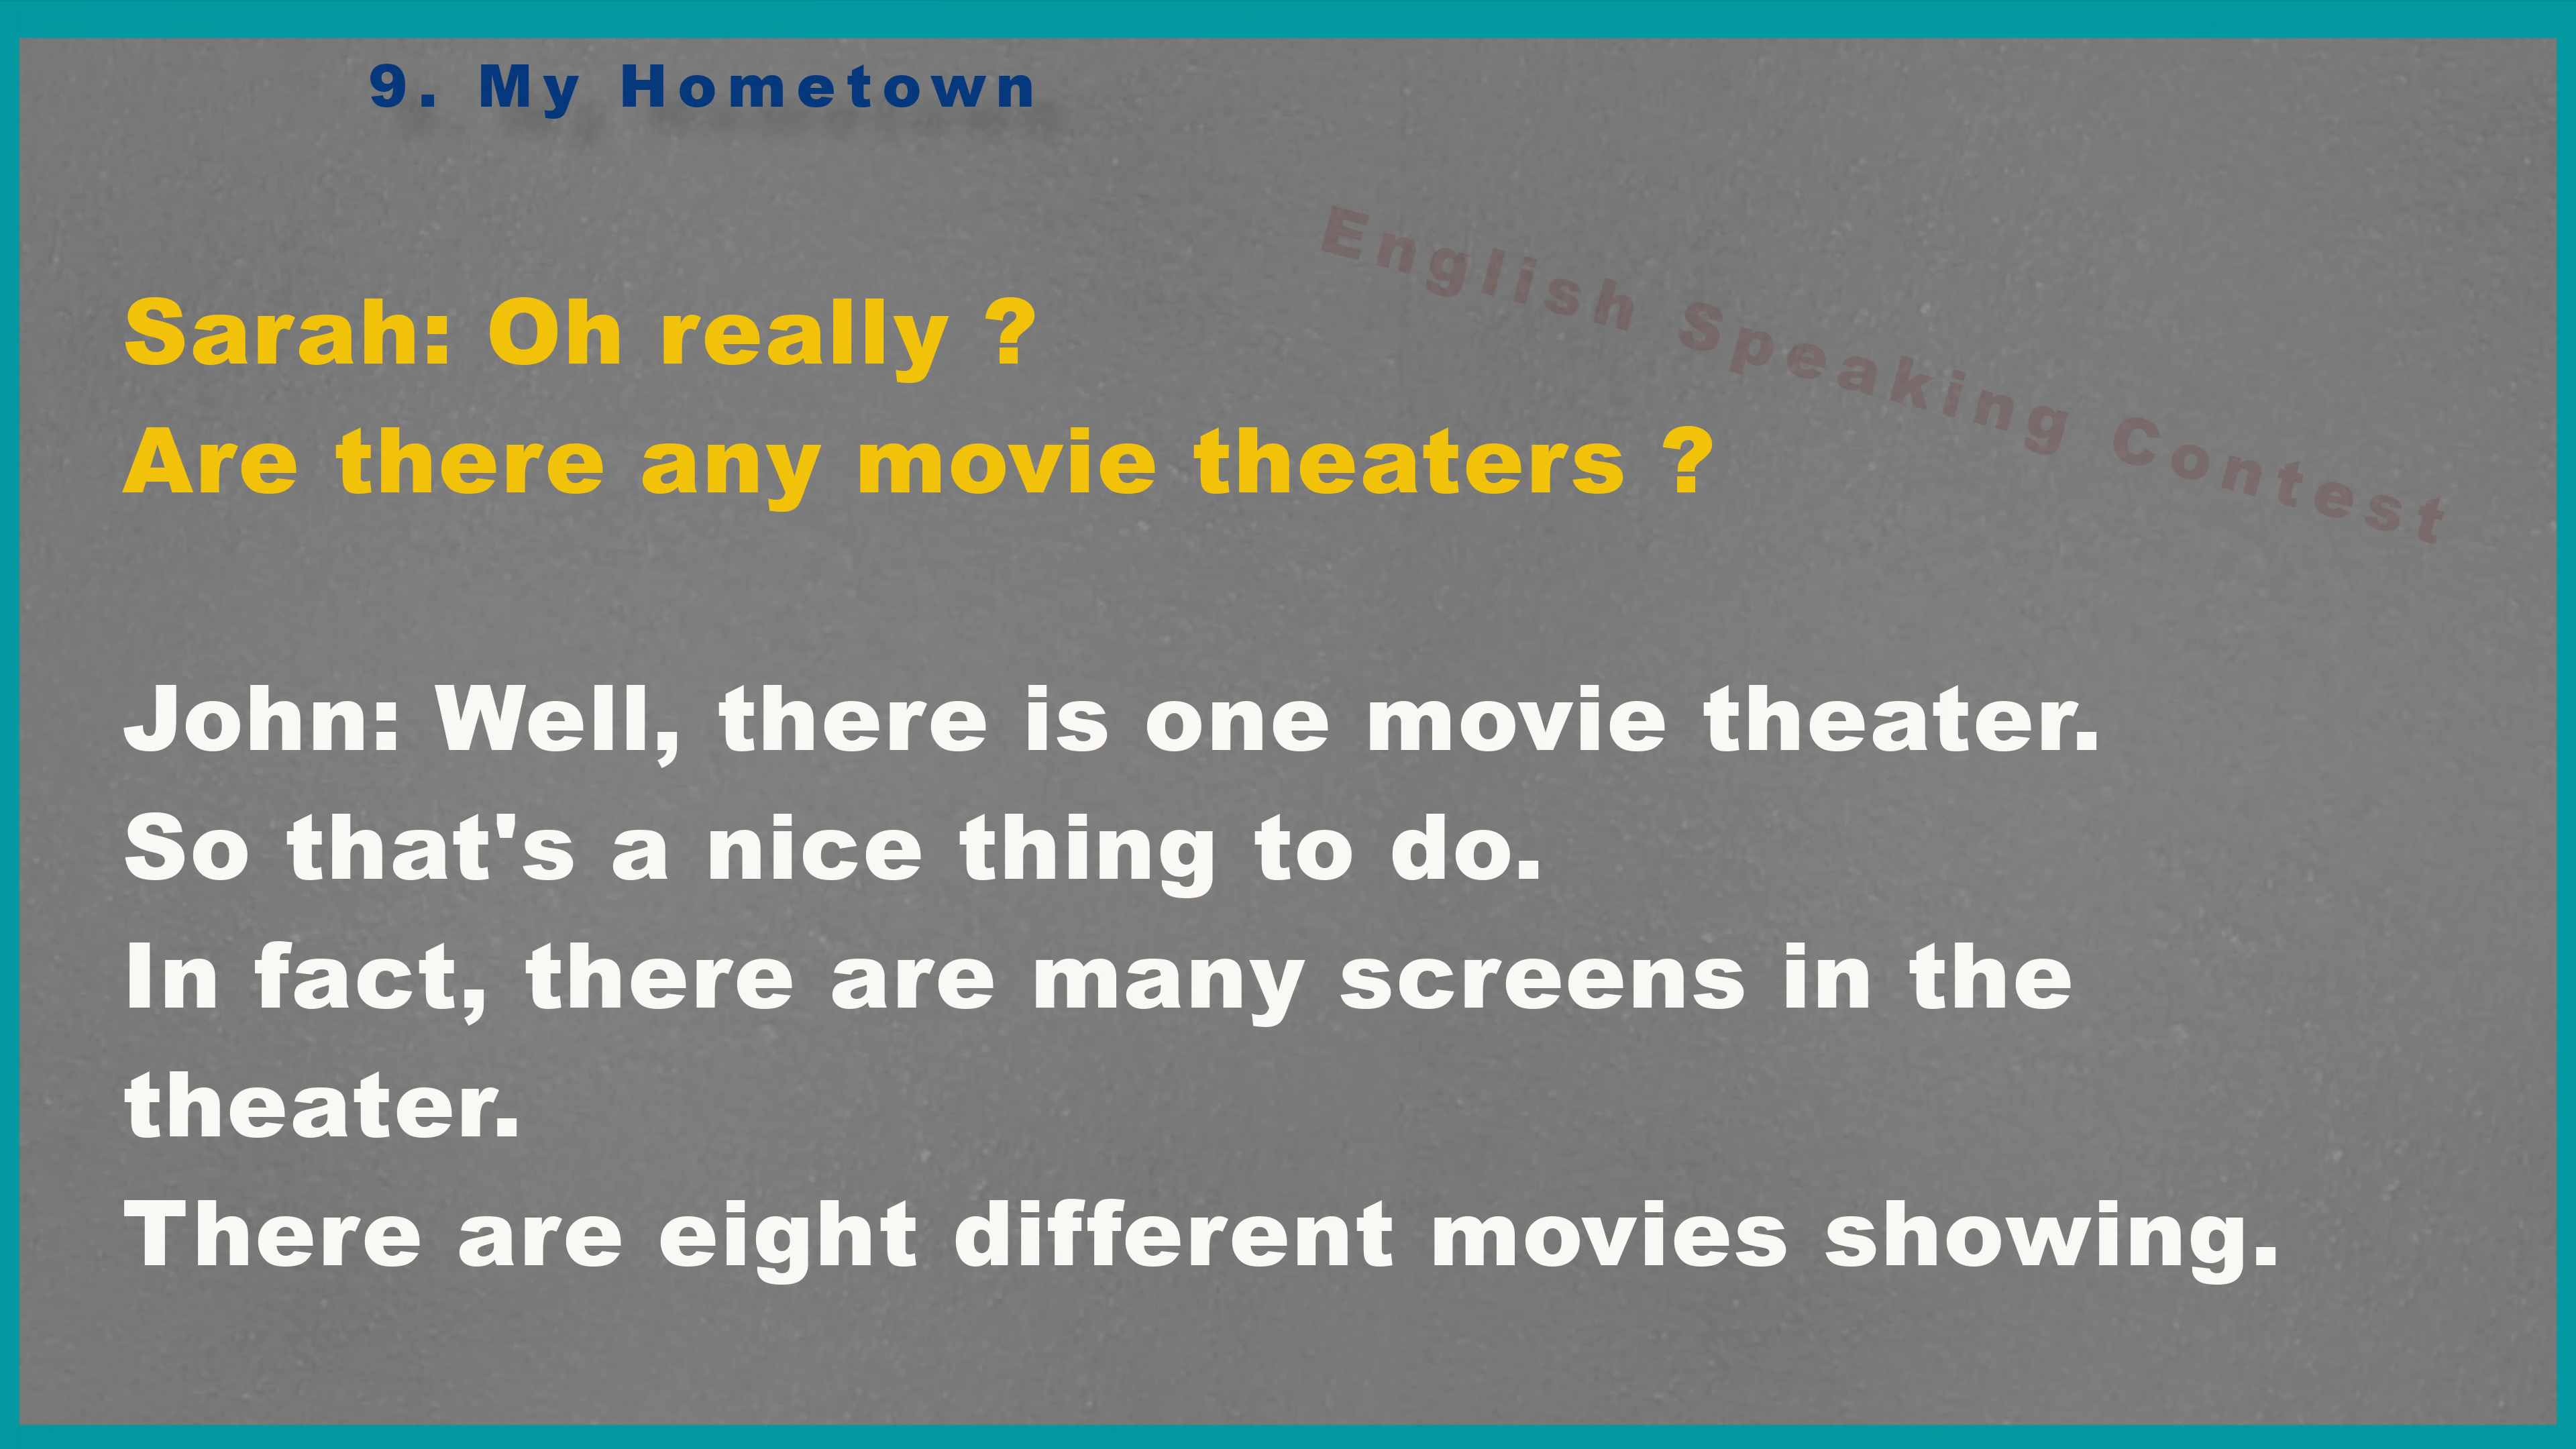 9. My Hometown
English Speaking Contest
Sarah: Oh really ?
Are there any movie theaters ?
John: Well, there is one movie theater.
So that's a nice thing to do.
In fact, there are many screens in the
theater.
There are eight different movies showing.